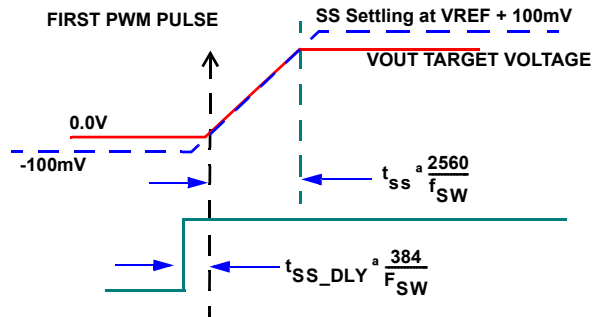 FIRST PWM PULSE
SS Settling at VREF + 100mV
VOUT TARGET VOLTAGE
0.0V
-100mV
tSS ª 2560
fSW
tSS_DLY ª 384
FSW